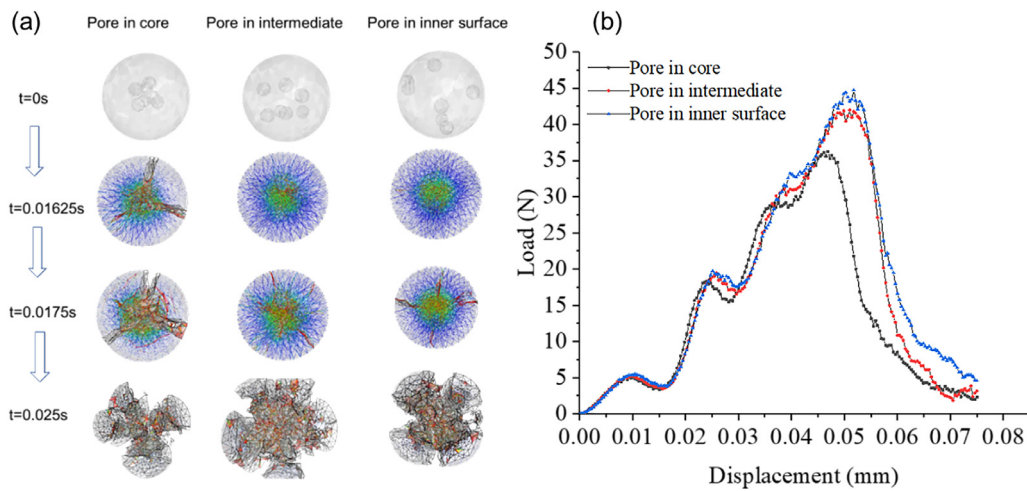 (a)
Pore in core Pore in intermediate Pore in inner surface
t=0s
t=0.01625s
t=0.0175s
t=0.025s
(b)
50
45
40
35
30
25
20
15
10
5
0
Load (N)
Pore in core
Pore in intermediate
Pore in inner surface
0.00 0.01 0.02 0.03 0.04 0.05 0.06 0.07 0.08
Displacement (mm)